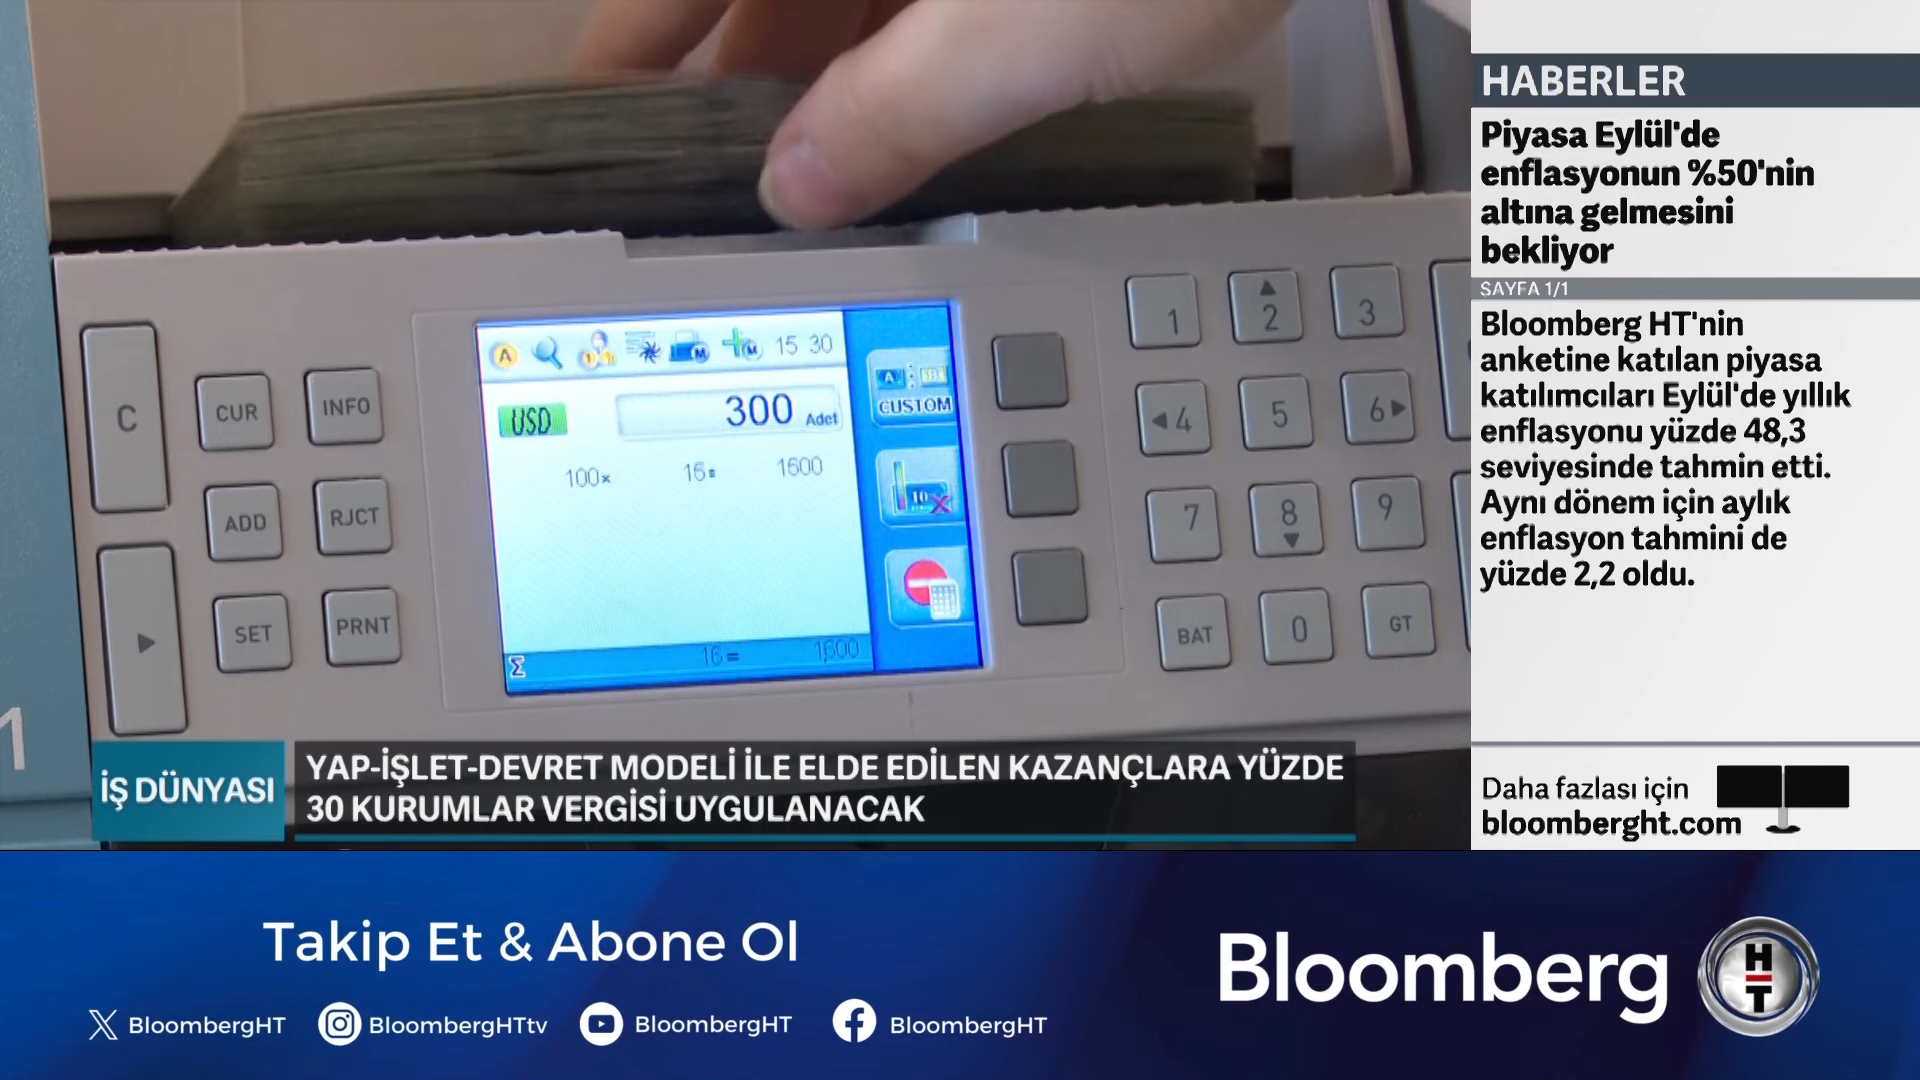 HABERLER
Piyasa Eylül'de
enflasyonun %50'nin
altına gelmesini
bekliyor
SAYFA 1/1
Bloomberg HT'nin
anketine katılan piyasa
katılımcıları Eylül'de yıllık
enflasyonu yüzde 48,3
seviyesinde tahmin etti.
Aynı dönem için aylık
enflasyon tahmini de
yüzde 2,2 oldu.
Daha fazlası için
bloomberght.com
C
CUR INFO
ADD RJCT
SET PRNT
A M M 15 30
USD 300 Adet
100x 16= 1600
Σ 16= 1,600
A
CUSTOM
10
1 2 3
4 5 6
7 8 9
BAT 0 GT
1
İŞ DÜNYASI
YAP-İŞLET-DEVRET MODELİ İLE ELDE EDİLEN KAZANÇLARA YÜZDE
30 KURUMLAR VERGİSİ UYGULANACAK
Takip Et & Abone Ol
BloombergHT BloombergHTtv BloombergHT BloombergHT
Bloomberg HT